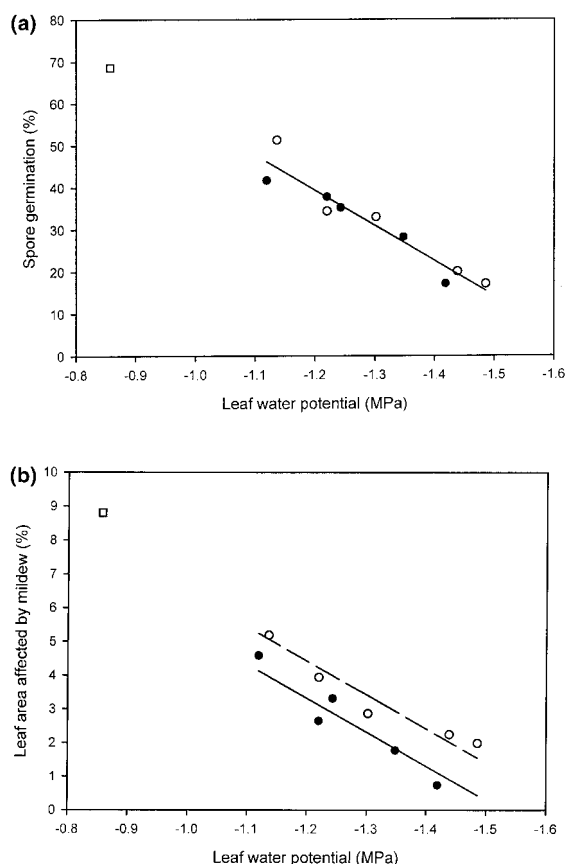 (a)
Spore germination (%)
80
70
60
50
40
30
20
10
0
-0.8 -0.9 -1.0 -1.1 -1.2 -1.3 -1.4 -1.5 -1.6
Leaf water potential (MPa)
(b)
Leaf area affected by mildew (%)
10
9
8
7
6
5
4
3
2
1
0
-0.8 -0.9 -1.0 -1.1 -1.2 -1.3 -1.4 -1.5 -1.6
Leaf water potential (MPa)